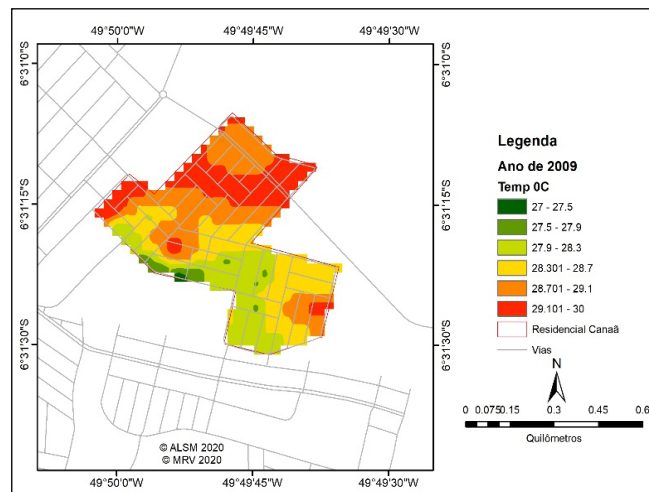 49°50'0"W 49°49'45"W 49°49'30"W
6°31'0"S
6°31'0"S
6°31'15"S
6°31'15"S
6°31'30"S
6°31'30"S
© ALSM 2020
© MRV 2020
49°50'0"W 49°49'45"W 49°49'30"W
Legenda
Ano de 2009
Temp 0C
27 - 27.5
27.5 - 27.9
27.9 - 28.3
28.301 - 28.7
28.701 - 29.1
29.101 - 30
Residencial Canaã
Vias
N
0 0.075 0.15 0.3 0.45 0.6
Quilômetros